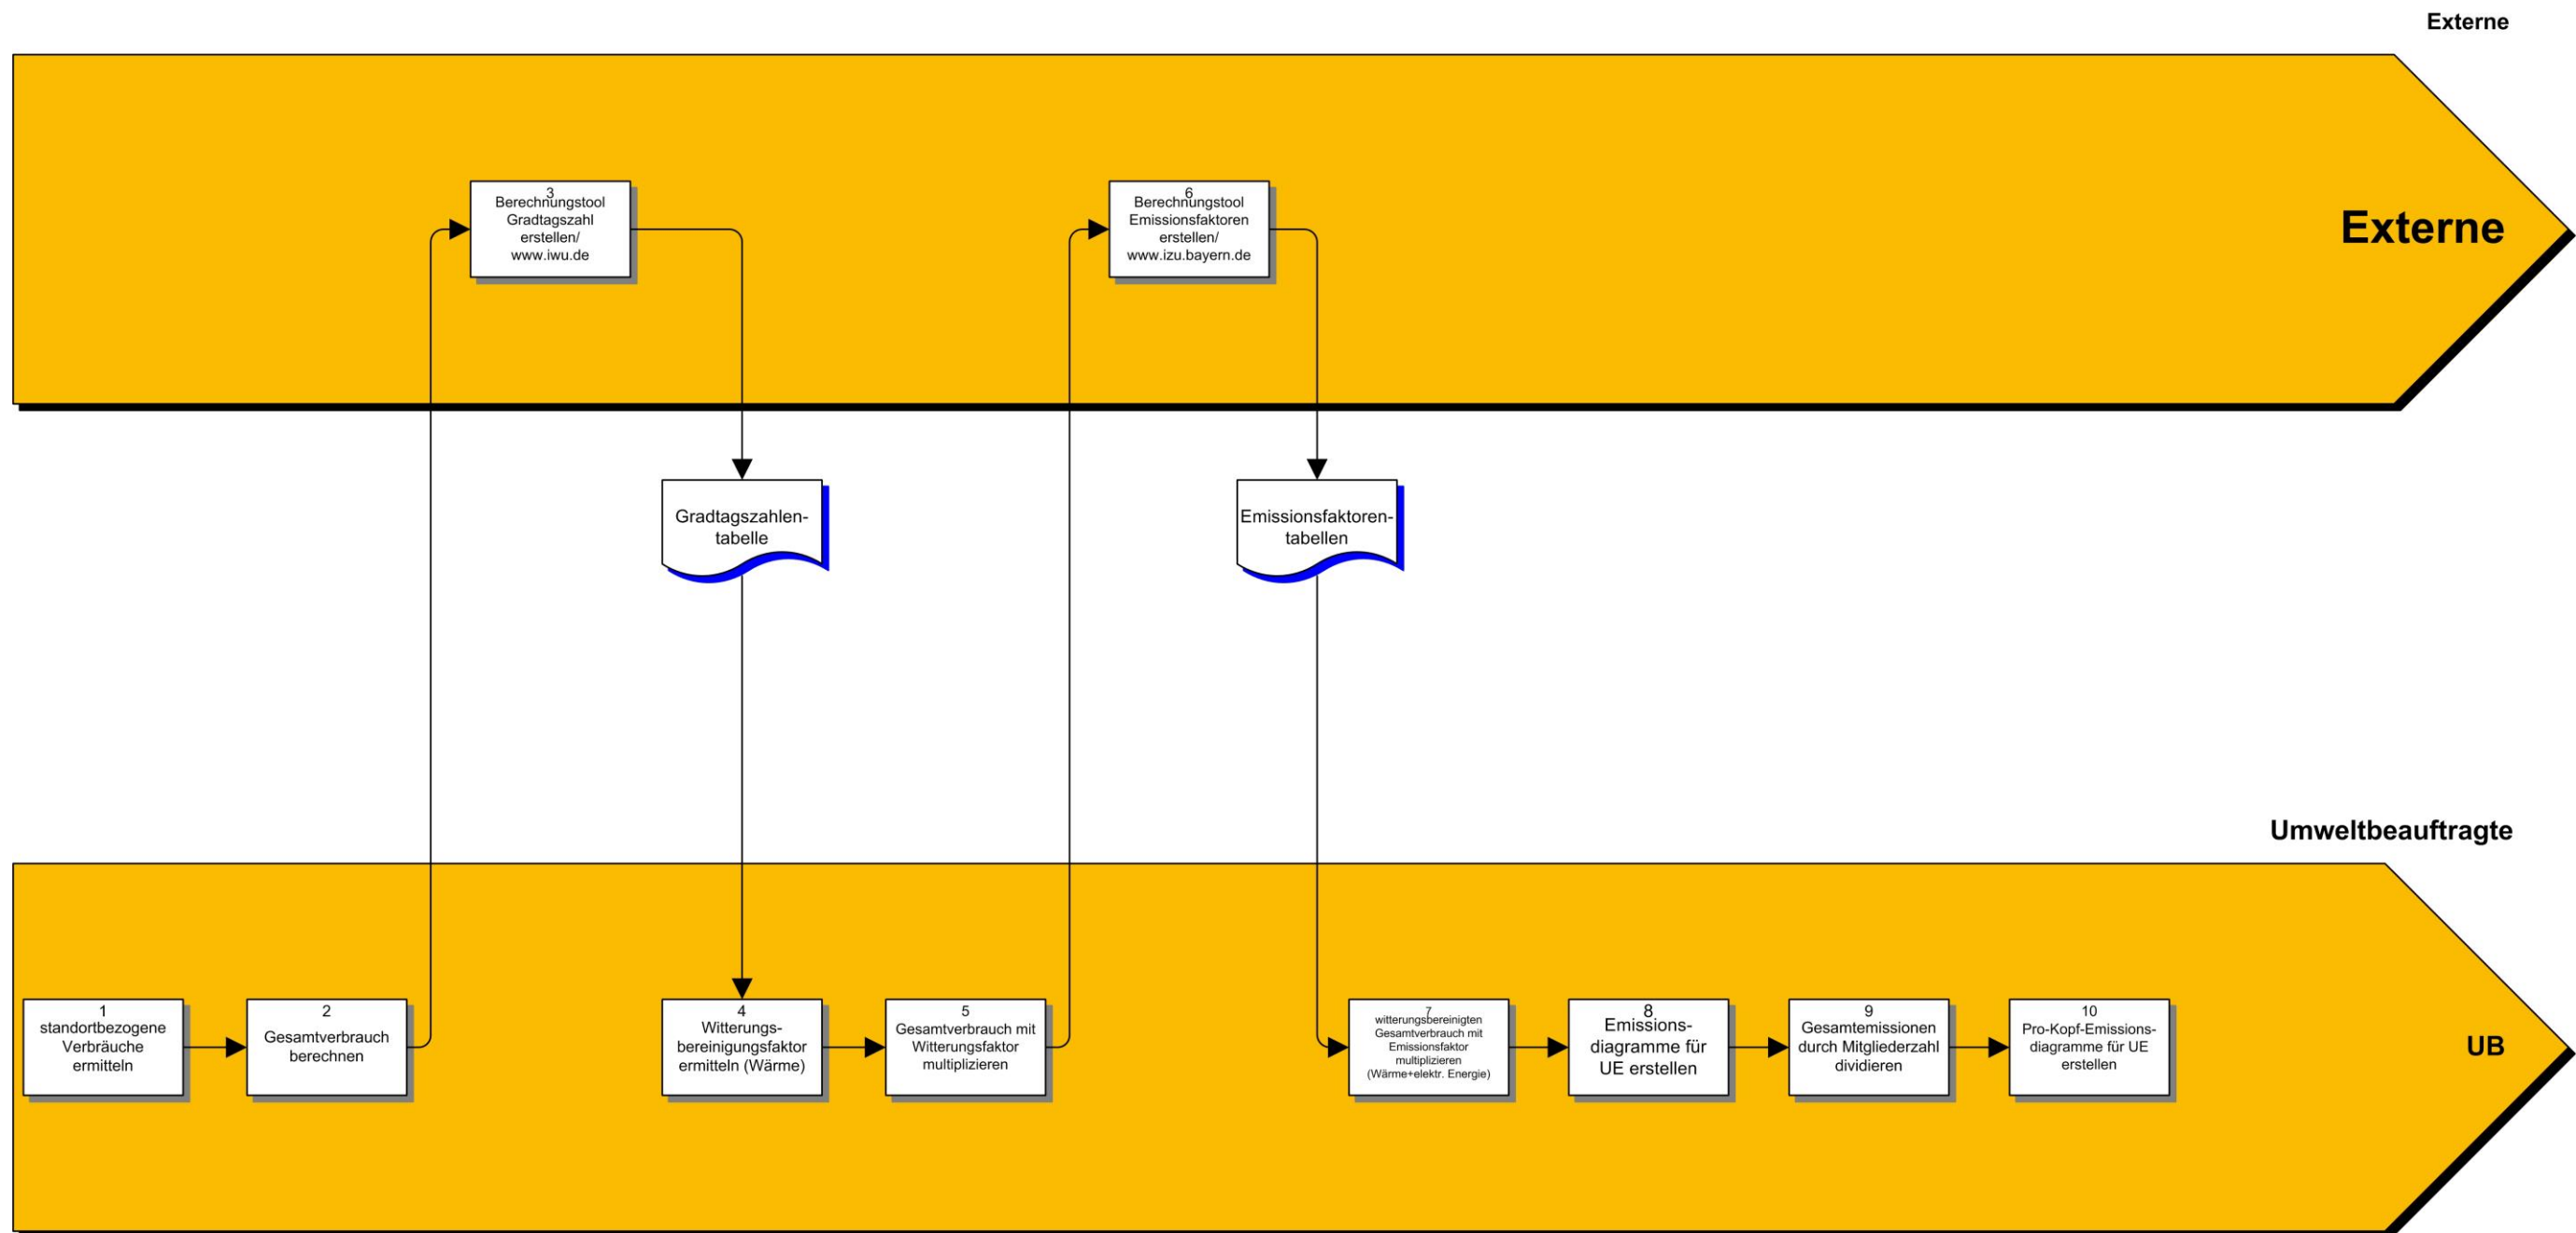 Externe
3
Berechnungstool
Gradtagszahl
erstellen/
www.iwu.de
6
Berechnungstool
Emissionsfaktoren
erstellen/
www.izu.bayern.de
Externe
Gradtagszahlen-
tabelle
Emissionsfaktoren-
tabellen
Umweltbeauftragte
1
standortbezogene
Verbräuche
ermitteln
2
Gesamtverbrauch
berechnen
4
Witterungs-
bereinigungsfaktor
ermitteln (Wärme)
5
Gesamtverbrauch mit
Witterungsfaktor
multiplizieren
7
witterungsbereinigten
Gesamtverbrauch mit
Emissionsfaktor
multiplizieren
(Wärme+elektr. Energie)
8
Emissions-
diagramme für
UE erstellen
9
Gesamtemissionen
durch Mitgliederzahl
dividieren
10
Pro-Kopf-Emissions-
diagramme für UE
erstellen
UB